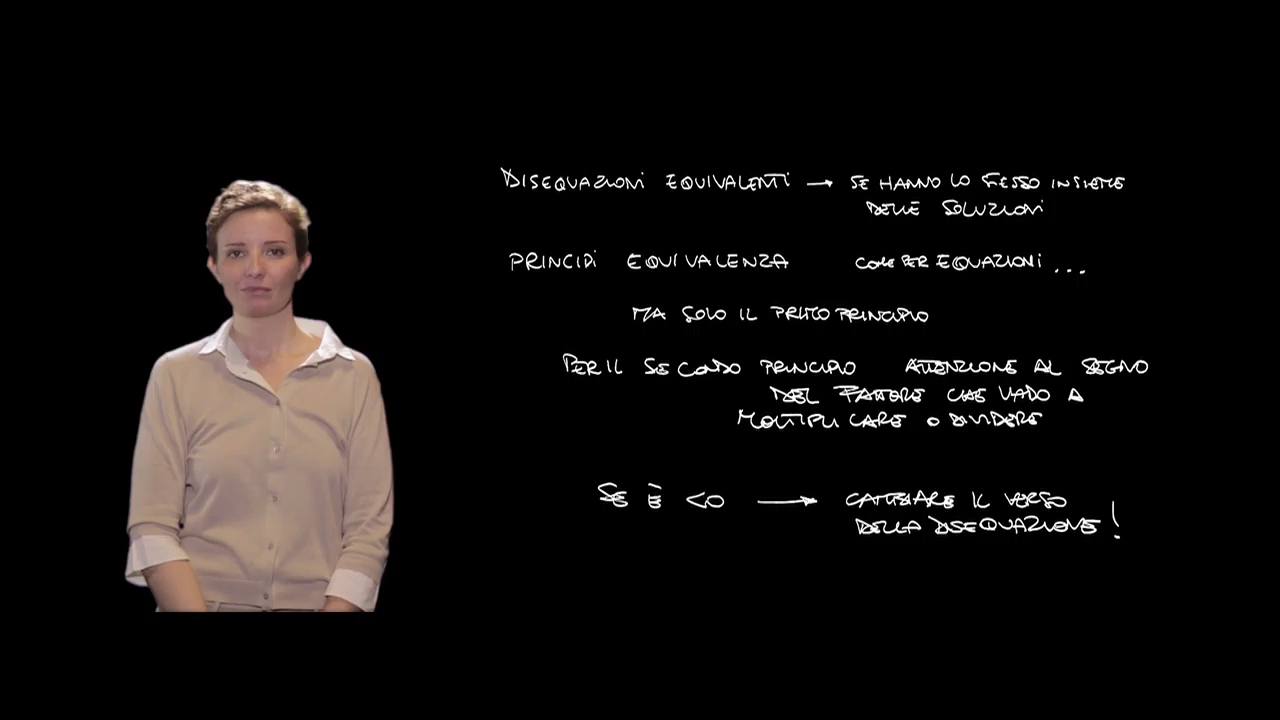 DISEQUAZIONI EQUIVALENTI → SE HANNO LO STESSO INSIEME
DELLE SOLUZIONI
PRINCIPI EQUIVALENZA COME PER EQUAZIONI...
MA SOLO IL PRIMO PRINCIPIO
PER IL SECONDO PRINCIPIO ATTENZIONE AL SEGNO
DEL FATTORE CHE VADO A
MOLTIPLICARE O DIVIDERE
SE È <0 → CAMBIARE IL VERSO
DELLA DISEQUAZIONE!